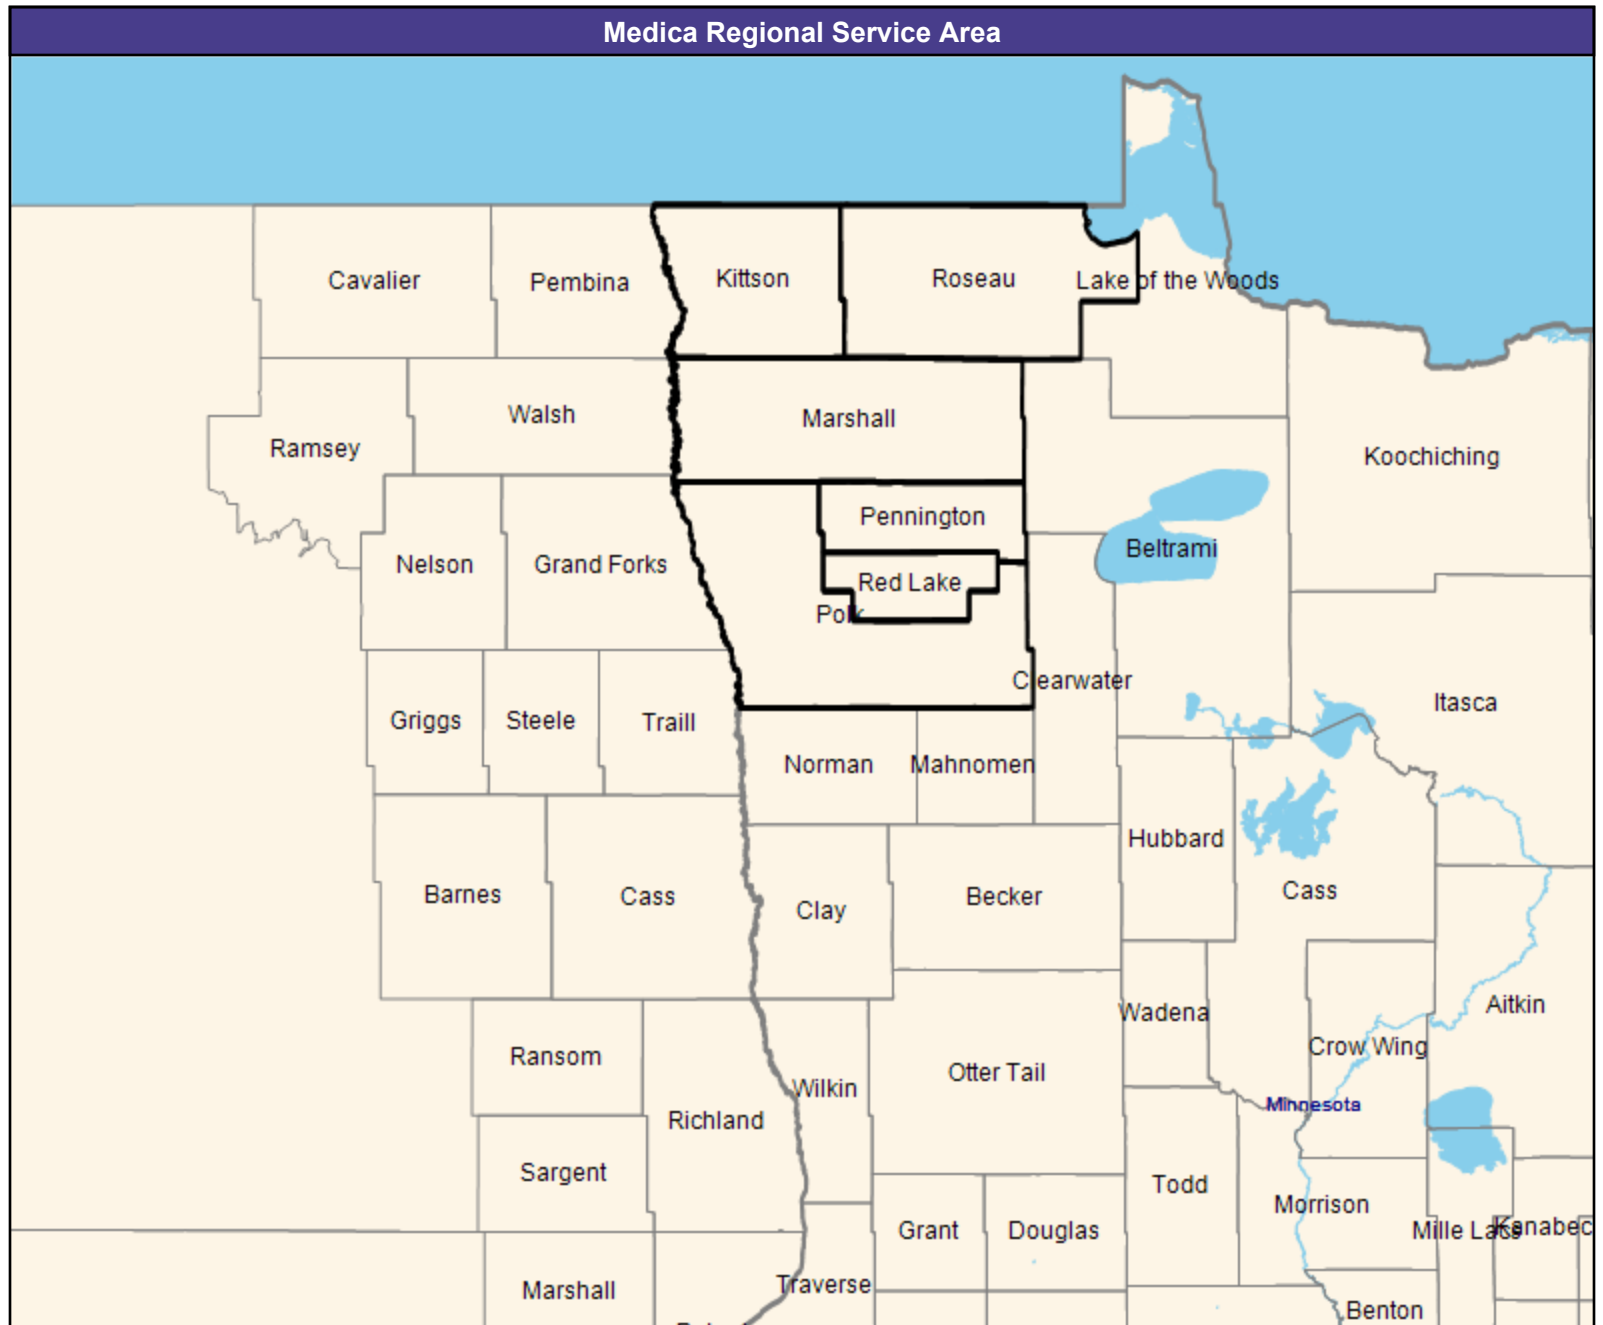 Medica Regional Service Area
Cavalier
Pembina
Kittson
Roseau
Lake of the Woods
Walsh
Marshall
Ramsey
Koochiching
Pennington
Nelson
Grand Forks
Beltrami
Red Lake
Polk
Clearwater
Griggs
Steele
Traill
Itasca
Norman
Mahnomen
Hubbard
Barnes
Cass
Clay
Becker
Cass
Wadena
Aitkin
Ransom
Crow Wing
Otter Tail
Wilkin
Minnesota
Richland
Sargent
Todd
Morrison
Grant
Douglas
Mille Lacs
Kanabec
Marshall
Traverse
Benton